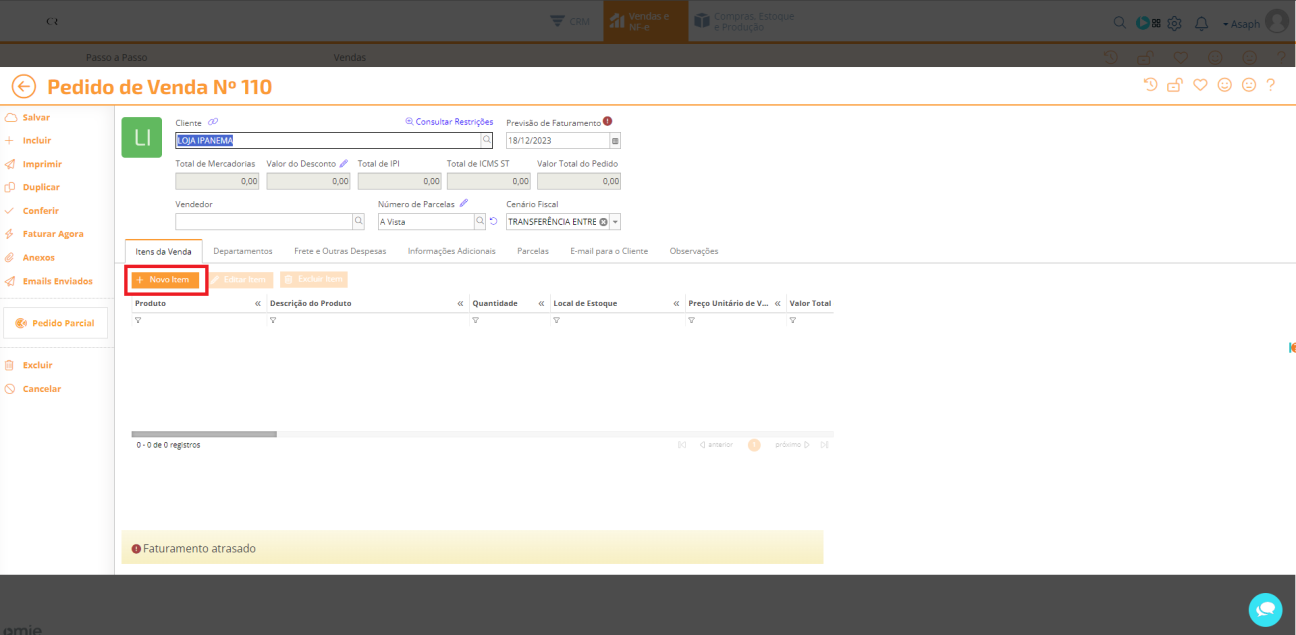 CR
CRM
Vendas e
NF-e
Compras, Estoque
e Produção
Asaph
Passo a Passo
Vendas
Pedido de Venda Nº 110
Salvar
Incluir
Imprimir
Duplicar
Conferir
Faturar Agora
Anexos
Emails Enviados
Pedido Parcial
Excluir
Cancelar
LI
Cliente
Consultar Restrições
Previsão de Faturamento
LOJA IPANEMA
18/12/2023
Total de Mercadorias
Valor do Desconto
Total de IPI
Total de ICMS ST
Valor Total do Pedido
0,00
0,00
0,00
0,00
0,00
Vendedor
Número de Parcelas
Cenário Fiscal
A Vista
TRANSFERÊNCIA ENTRE
Itens da Venda
Departamentos
Frete e Outras Despesas
Informações Adicionais
Parcelas
E-mail para o Cliente
Observações
Novo Item
Editar Item
Excluir Item
Produto
Descrição do Produto
Quantidade
Local de Estoque
Preço Unitário de V...
Valor Total
0 - 0 de 0 registros
anterior
1
próximo
Faturamento atrasado
omie